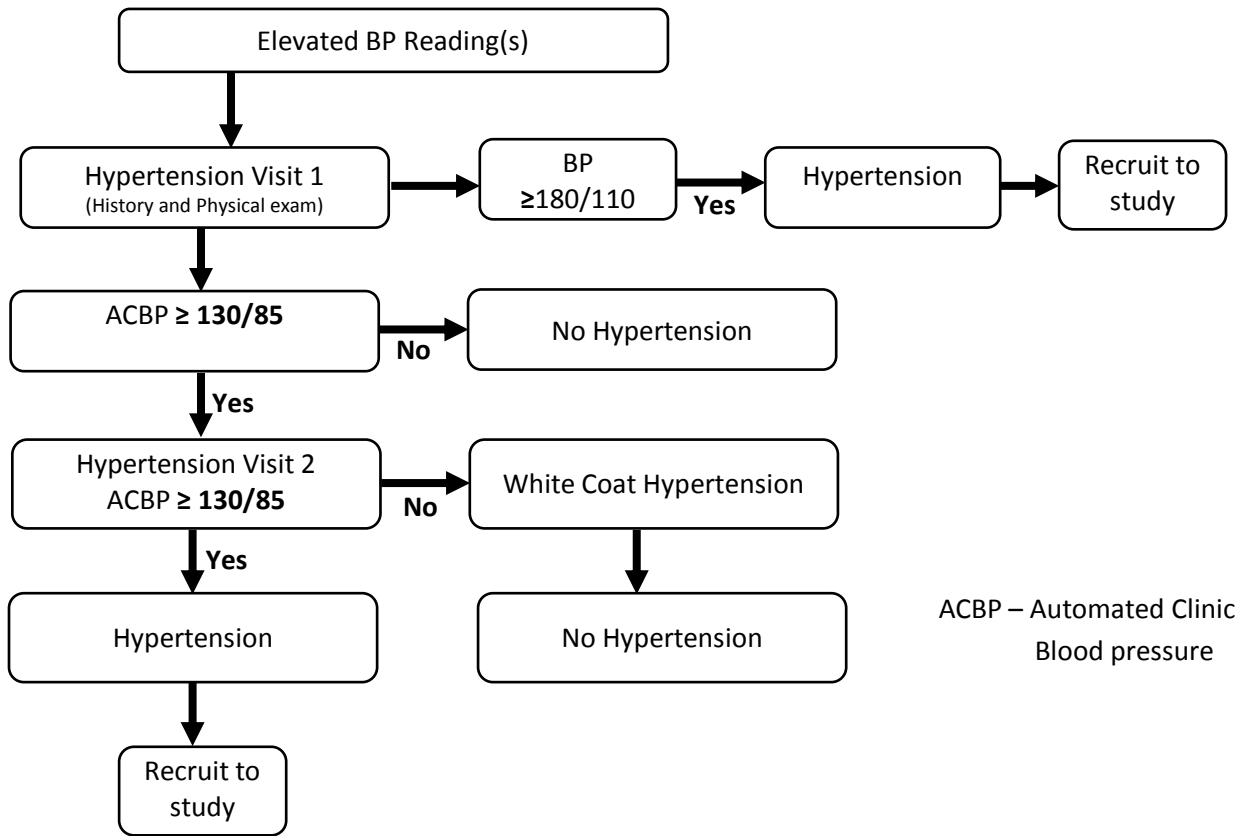 Elevated BP Reading(s)
Hypertension Visit 1
(History and Physical exam)
BP
≥180/110
Yes
Hypertension
Recruit to
study
ACBP ≥ 130/85
No
No Hypertension
Yes
Hypertension Visit 2
ACBP ≥ 130/85
No
White Coat Hypertension
Yes
Hypertension
No Hypertension
ACBP – Automated Clinic
Blood pressure
Recruit to
study